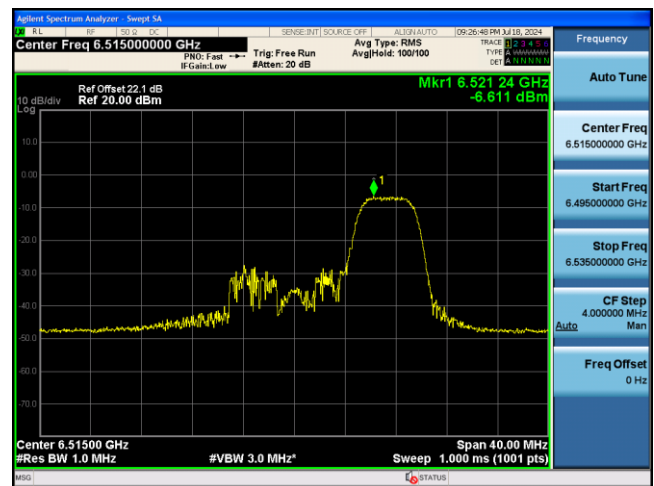 Agilent Spectrum Analyzer - Swept SA
RL RF 50 Ω DC SENSE:INT SOURCE OFF ALIGN AUTO 09:26:48 PM Jul 18, 2024
Center Freq 6.515000000 GHz
PNO: Fast
IFGain:Low
Trig: Free Run
#Atten: 20 dB
Avg Type: RMS
Avg|Hold: 100/100
TRACE 1 2 3 4 5 6
TYPE A WWWWW
DET A N N N N N
Ref Offset 22.1 dB
10 dB/div Ref 20.00 dBm
Log
Mkr1 6.521 24 GHz
-6.611 dBm
10.0
0.00
-10.0
-20.0
-30.0
-40.0
-50.0
-60.0
-70.0
1
Center 6.51500 GHz Span 40.00 MHz
#Res BW 1.0 MHz #VBW 3.0 MHz* Sweep 1.000 ms (1001 pts)
MSG STATUS
Frequency
Auto Tune
Center Freq
6.515000000 GHz
Start Freq
6.495000000 GHz
Stop Freq
6.535000000 GHz
CF Step
4.000000 MHz
Auto Man
Freq Offset
0 Hz